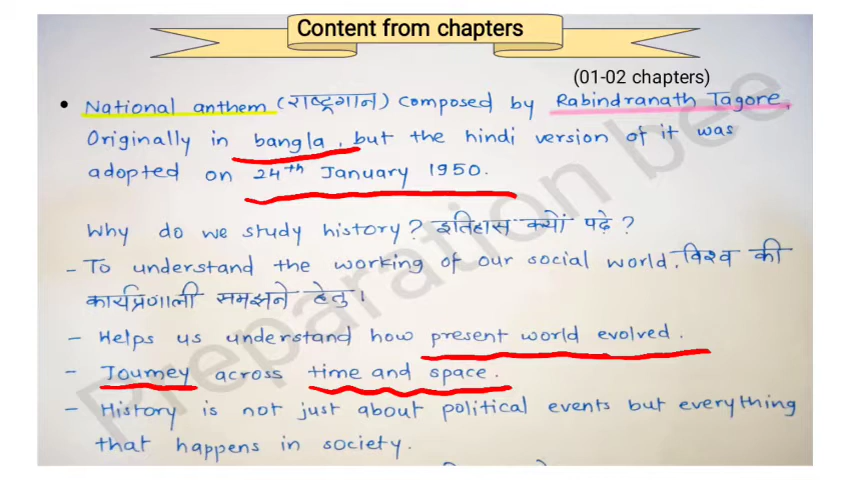 Content from chapters
(01-02 chapters)
• National anthem (राष्ट्रगान) composed by Rabindranath Tagore,
Originally in bangla, but the hindi version of it was
adopted on 24th January 1950.
Why do we study history? इतिहास क्यों पढ़े ?
- To understand the working of our social world, विश्व की
कार्यप्रणाली समझने हेतु।
- Helps us understand how present world evolved.
- Journey across time and space.
- History is not just about political events but everything
that happens in society.
Preparation bee